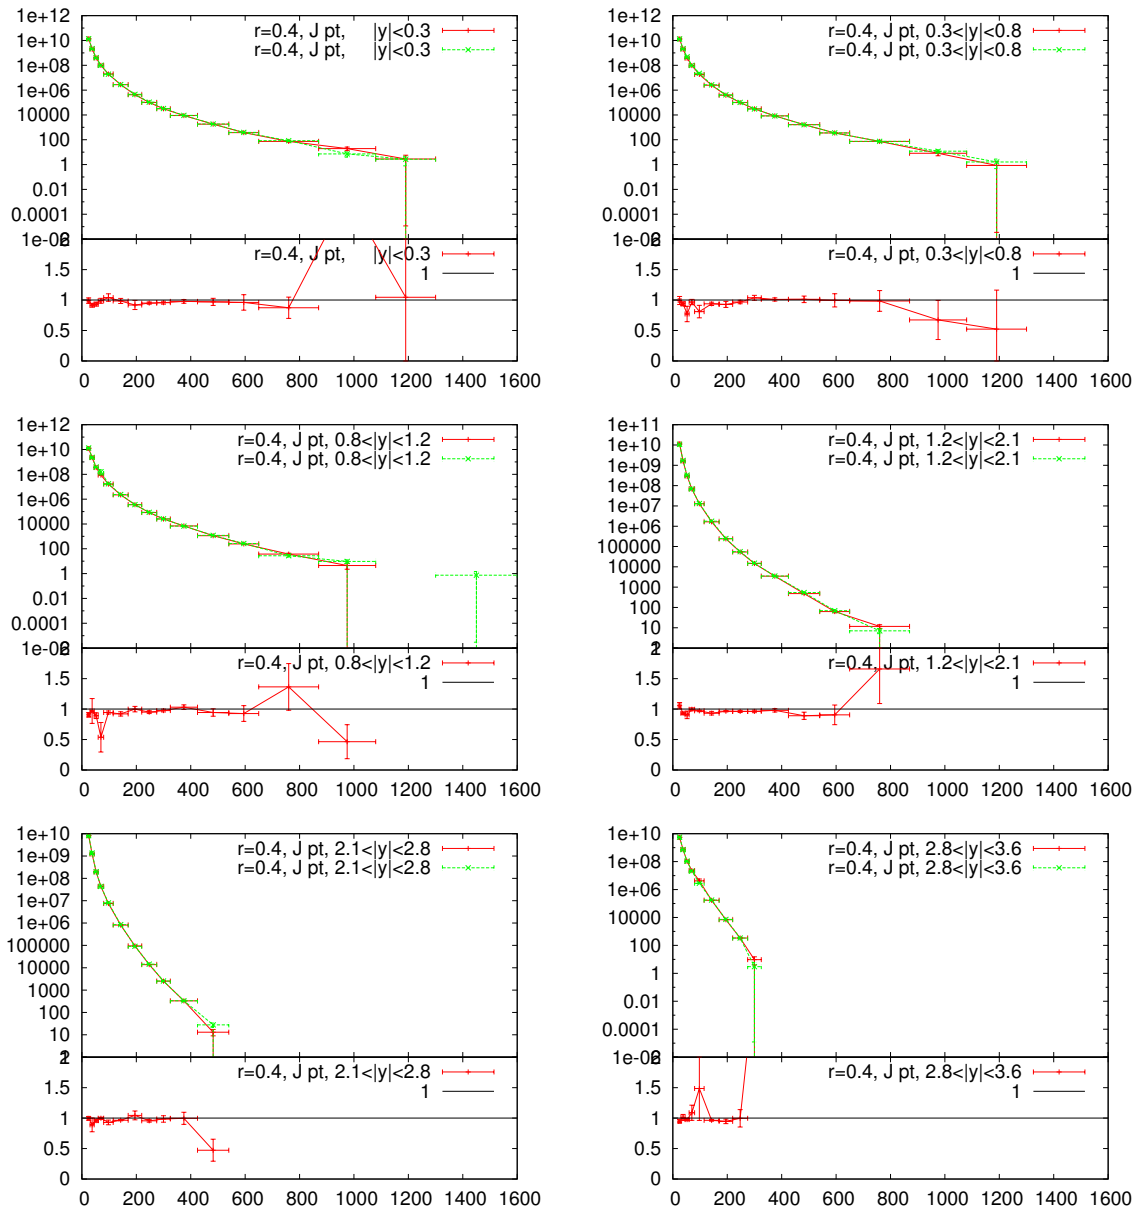 1e+12
1e+10
1e+08
1e+06
10000
100
1
0.01
0.0001
1e-06
r=0.4, J pt, |y|<0.3
r=0.4, J pt, |y|<0.3
2
1.5
1
0.5
0
r=0.4, J pt, |y|<0.3
1
0 200 400 600 800 1000 1200 1400 1600
1e+12
1e+10
1e+08
1e+06
10000
100
1
0.01
0.0001
1e-06
r=0.4, J pt, 0.3<|y|<0.8
r=0.4, J pt, 0.3<|y|<0.8
2
1.5
1
0.5
0
r=0.4, J pt, 0.3<|y|<0.8
1
0 200 400 600 800 1000 1200 1400 1600
1e+12
1e+10
1e+08
1e+06
10000
100
1
0.01
0.0001
1e-06
r=0.4, J pt, 0.8<|y|<1.2
r=0.4, J pt, 0.8<|y|<1.2
2
1.5
1
0.5
0
r=0.4, J pt, 0.8<|y|<1.2
1
0 200 400 600 800 1000 1200 1400 1600
1e+11
1e+10
1e+09
1e+08
1e+07
1e+06
100000
10000
1000
100
10
1
r=0.4, J pt, 1.2<|y|<2.1
r=0.4, J pt, 1.2<|y|<2.1
2
1.5
1
0.5
0
r=0.4, J pt, 1.2<|y|<2.1
1
0 200 400 600 800 1000 1200 1400 1600
1e+10
1e+09
1e+08
1e+07
1e+06
100000
10000
1000
100
10
1
r=0.4, J pt, 2.1<|y|<2.8
r=0.4, J pt, 2.1<|y|<2.8
2
1.5
1
0.5
0
r=0.4, J pt, 2.1<|y|<2.8
1
0 200 400 600 800 1000 1200 1400 1600
1e+10
1e+08
1e+06
10000
100
1
0.01
0.0001
1e-06
r=0.4, J pt, 2.8<|y|<3.6
r=0.4, J pt, 2.8<|y|<3.6
2
1.5
1
0.5
0
r=0.4, J pt, 2.8<|y|<3.6
1
0 200 400 600 800 1000 1200 1400 1600